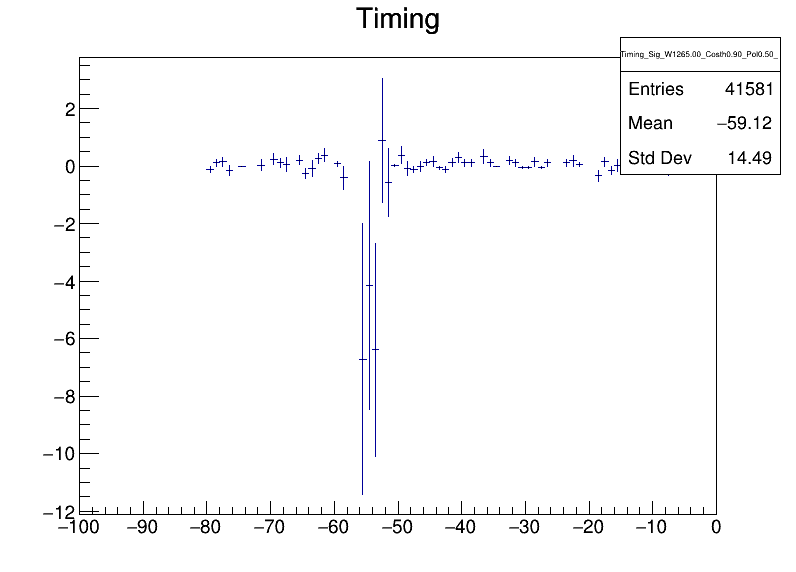 Timing
Timing_Sig_W1265.00_Costh0.90_Pol0.50_
Entries 41581
Mean −59.12
Std Dev 14.49
2
0
−2
−4
−6
−8
−10
−12
−100 −90 −80 −70 −60 −50 −40 −30 −20 −10 0